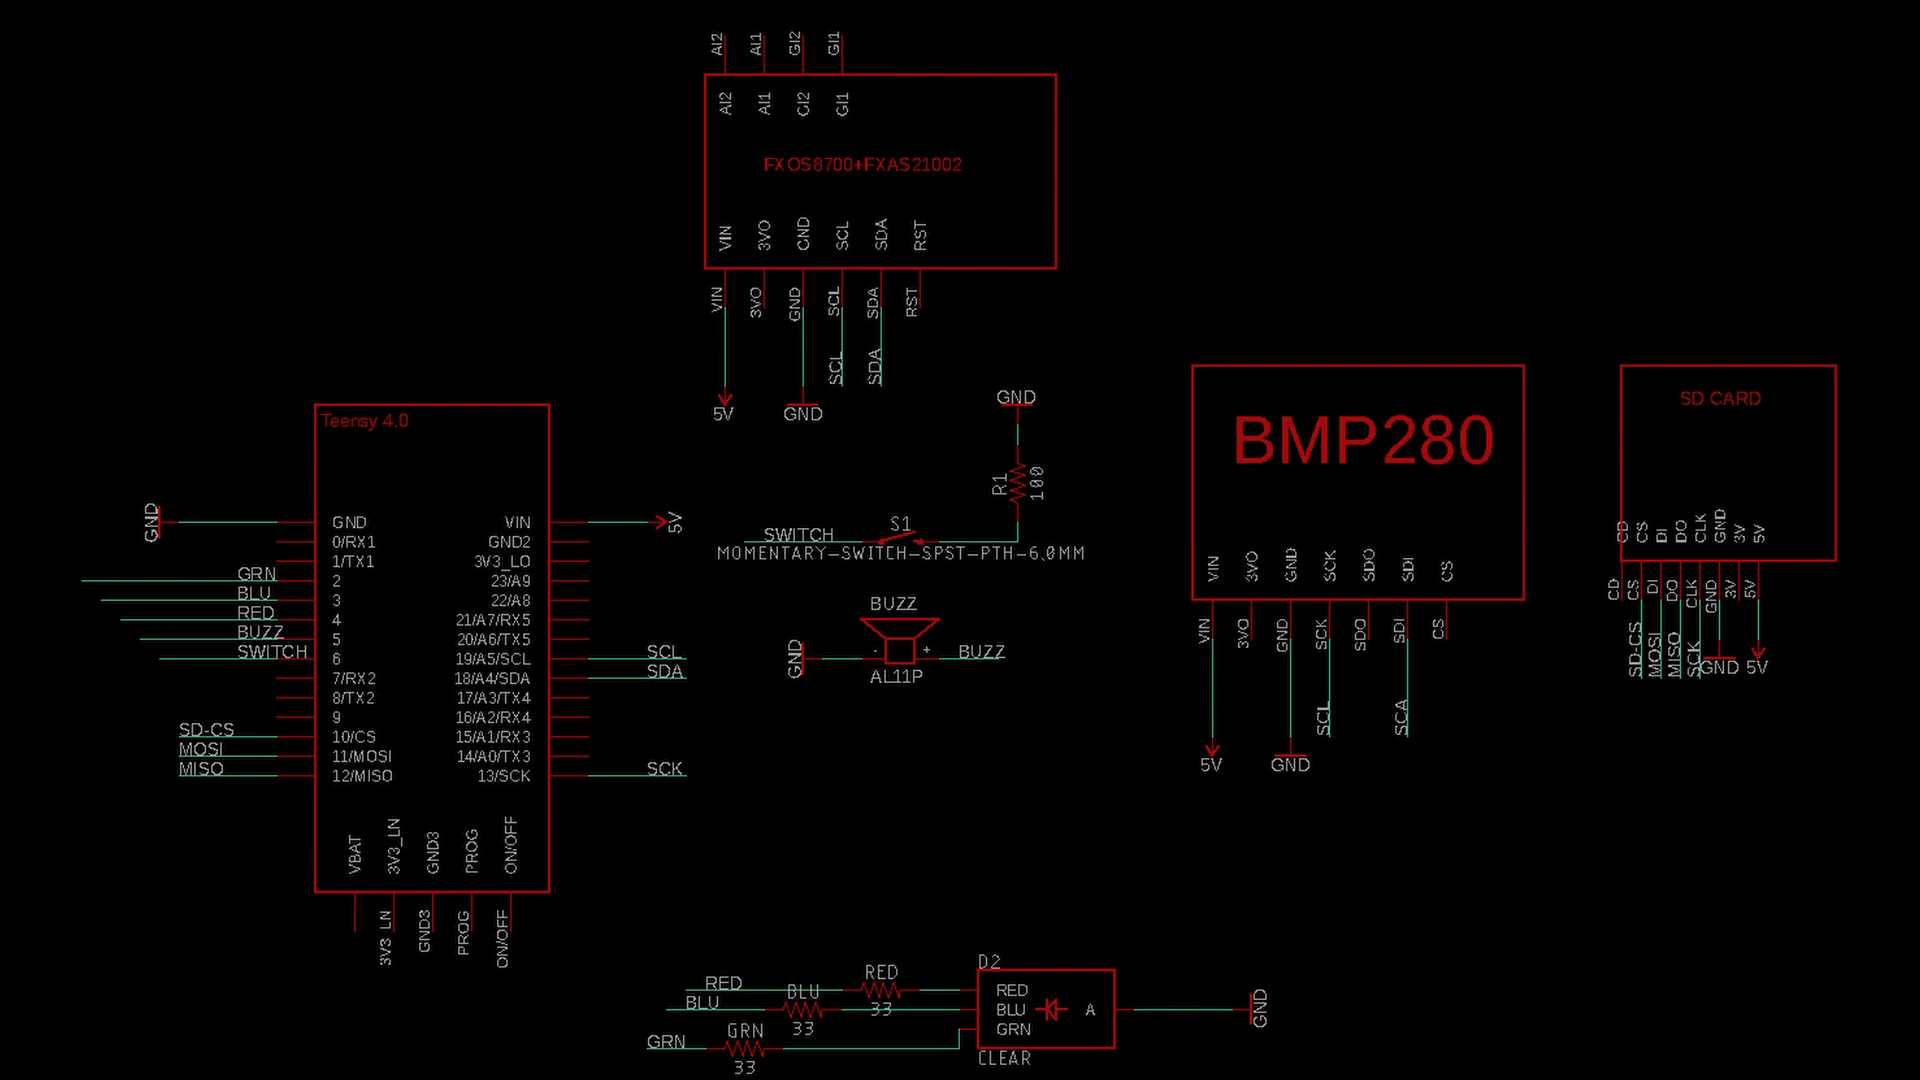 AI2 AI1 GI2 GI1
AI2 AI1 GI2 GI1
FXOS8700+FXAS21002
VIN 3VO GND SCL SDA RST
VIN 3VO GND SCL SDA RST
SCL SDA
5V GND
GND
R1 100
SWITCH S1
MOMENTARY-SWITCH-SPST-PTH-6.0MM
BUZZ
GND - + BUZZ
AL11P
Teensy 4.0
GND GND VIN 5V
0/RX1 GND2
1/TX1 3V3_LO
GRN 2 23/A9
BLU 3 22/A8
RED 4 21/A7/RX5
BUZZ 5 20/A6/TX5
SWITCH 6 19/A5/SCL SCL
7/RX2 18/A4/SDA SDA
8/TX2 17/A3/TX4
9 16/A2/RX4
SD-CS 10/CS 15/A1/RX3
MOSI 11/MOSI 14/A0/TX3
MISO 12/MISO 13/SCK SCK
VBAT 3V3_LN GND3 PROG ON/OFF
3V3_LN GND3 PROG ON/OFF
BMP280
VIN 3VO GND SCK SDO SDI CS
VIN 3VO GND SCK SDO SDI CS
SCL SCA
5V GND
SD CARD
CD CS DI DO CLK GND 3V 5V
CD CS DI DO CLK GND 3V 5V
SD-CS MOSI MISO SCK GND 5V
D2
RED RED RED
BLU BLU 33 BLU A GND
33
GRN GRN GRN
33
CLEAR